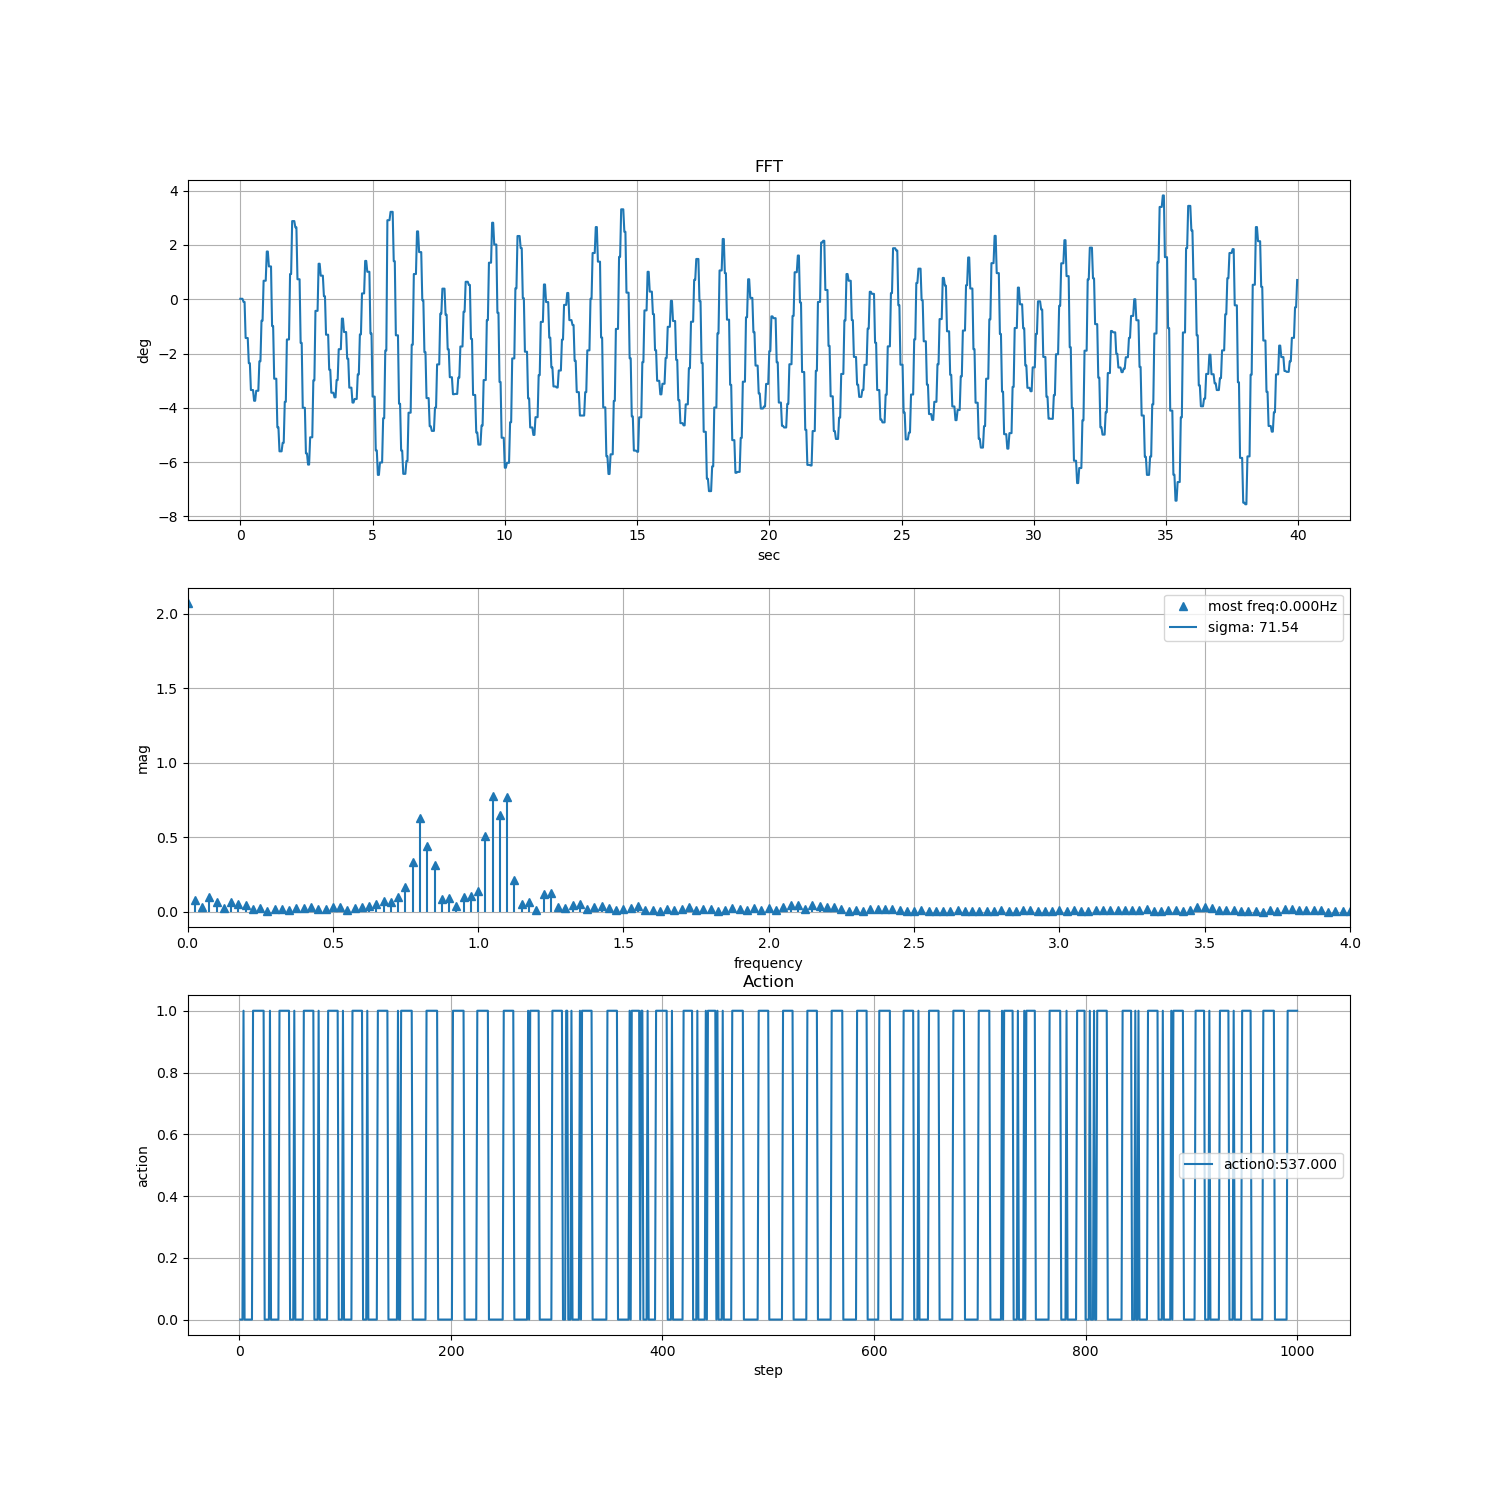 FFT
4
2
0
−2
−4
−6
−8
deg
0 5 10 15 20 25 30 35 40
sec
2.0
1.5
1.0
0.5
0.0
mag
most freq:0.000Hz
sigma: 71.54
0.0 0.5 1.0 1.5 2.0 2.5 3.0 3.5 4.0
frequency
Action
1.0
0.8
0.6
0.4
0.2
0.0
action
action0:537.000
0 200 400 600 800 1000
step